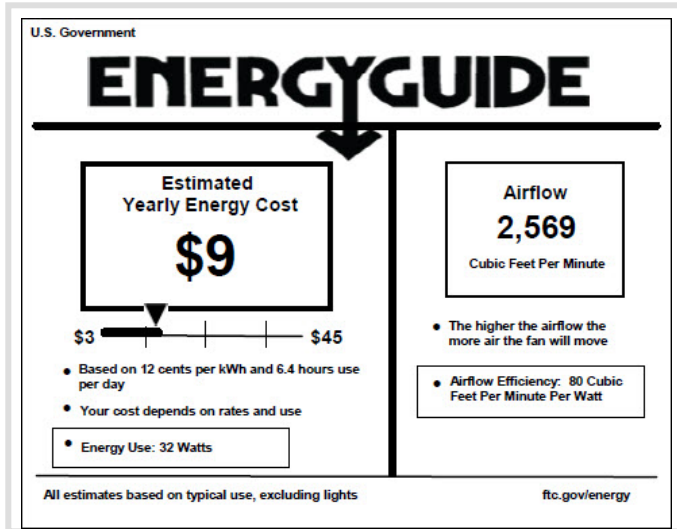 U.S. Government
ENERGYGUIDE
Estimated
Yearly Energy Cost
$9
$3
$45
• Based on 12 cents per kWh and 6.4 hours use
per day
• Your cost depends on rates and use
• Energy Use: 32 Watts
Airflow
2,569
Cubic Feet Per Minute
• The higher the airflow the
more air the fan will move
• Airflow Efficiency: 80 Cubic
Feet Per Minute Per Watt
All estimates based on typical use, excluding lights
ftc.gov/energy